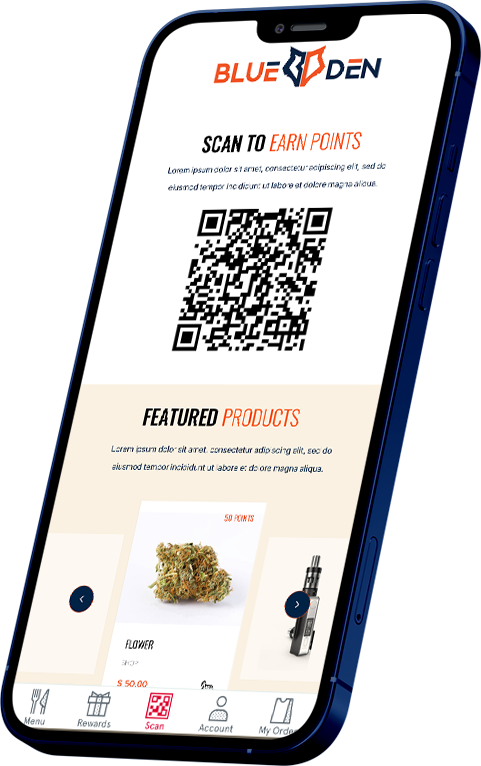 BLUE DEN
SCAN TO EARN POINTS
Lorem ipsum dolor sit amet, consectetur adipiscing elit, sed do
eiusmod tempor incididunt ut labore et dolore magna aliqua.
FEATURED PRODUCTS
Lorem ipsum dolor sit amet, consectetur adipiscing elit, sed do
eiusmod tempor incididunt ut labore et dolore magna aliqua.
50 POINTS
FLOWER
$ 50.00
Menu Rewards Scan Account My Order